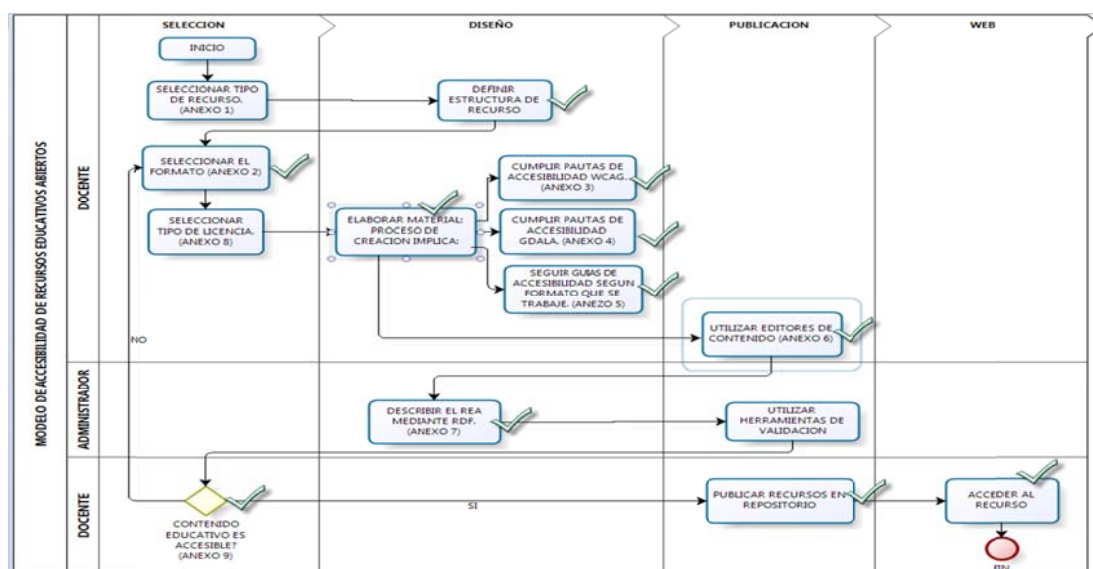 SELECCION
DISEÑO
PUBLICACION
WEB
MODELO DE ACCESIBILIDAD DE RECURSOS EDUCATIVOS ABIERTOS
DOCENTE
INICIO
SELECCIONAR TIPO
DE RECURSO.
(ANEXO 1)
DEFINIR
ESTRUCTURA DE
RECURSO
SELECCIONAR EL
FORMATO (ANEXO 2)
SELECCIONAR
TIPO DE LICENCIA.
(ANEXO 8)
ELABORAR MATERIAL:
PROCESO DE
CREACION IMPLICA:
CUMPLIR PAUTAS DE
ACCESIBILIDAD WCAG.
(ANEXO 3)
CUMPLIR PAUTAS DE
ACCESIBILIDAD
GDALA. (ANEXO 4)
SEGUIR GUIAS DE
ACCESIBILIDAD SEGUN
FORMATO QUE SE
TRABAJE. (ANEZO 5)
UTILIZAR EDITORES DE
CONTENIDO (ANEXO 6)
NO
ADMINISTRADOR
DESCRIBIR EL REA
MEDIANTE RDF.
(ANEXO 7)
UTILIZAR
HERRAMIENTAS DE
VALIDACION
DOCENTE
CONTENIDO
EDUCATIVO ES
ACCESIBLE?
(ANEXO 9)
SI
PUBLICAR RECURSOS EN
REPOSITORIO
ACCEDER AL
RECURSO
FIN